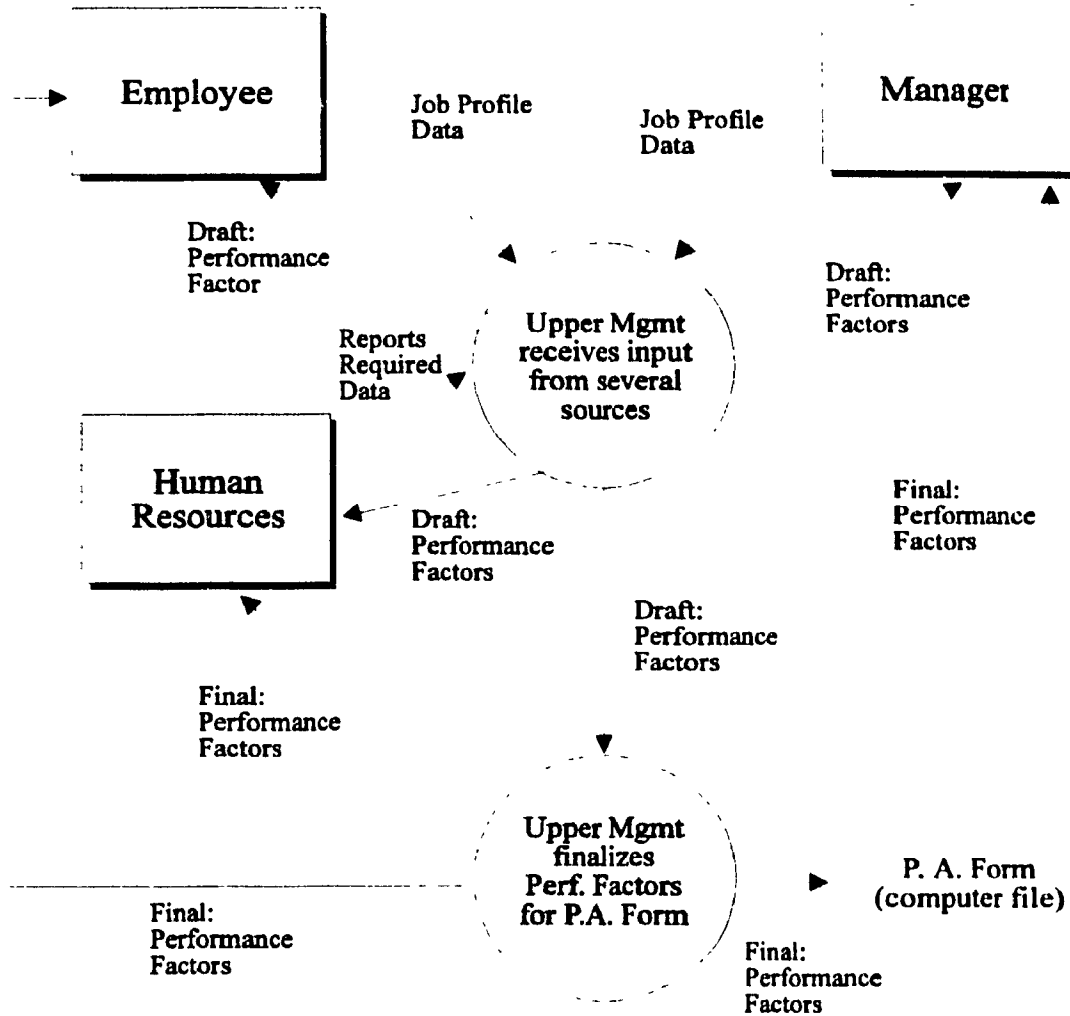 Employee
Job Profile
Data
Job Profile
Data
Manager
Draft:
Performance
Factor
Draft:
Performance
Factors
Upper Mgmt
receives input
from several
sources
Reports
Required
Data
Human
Resources
Draft:
Performance
Factors
Final:
Performance
Factors
Draft:
Performance
Factors
Final:
Performance
Factors
Upper Mgmt
finalizes
Perf. Factors
for P.A. Form
P. A. Form
(computer file)
Final:
Performance
Factors
Final:
Performance
Factors